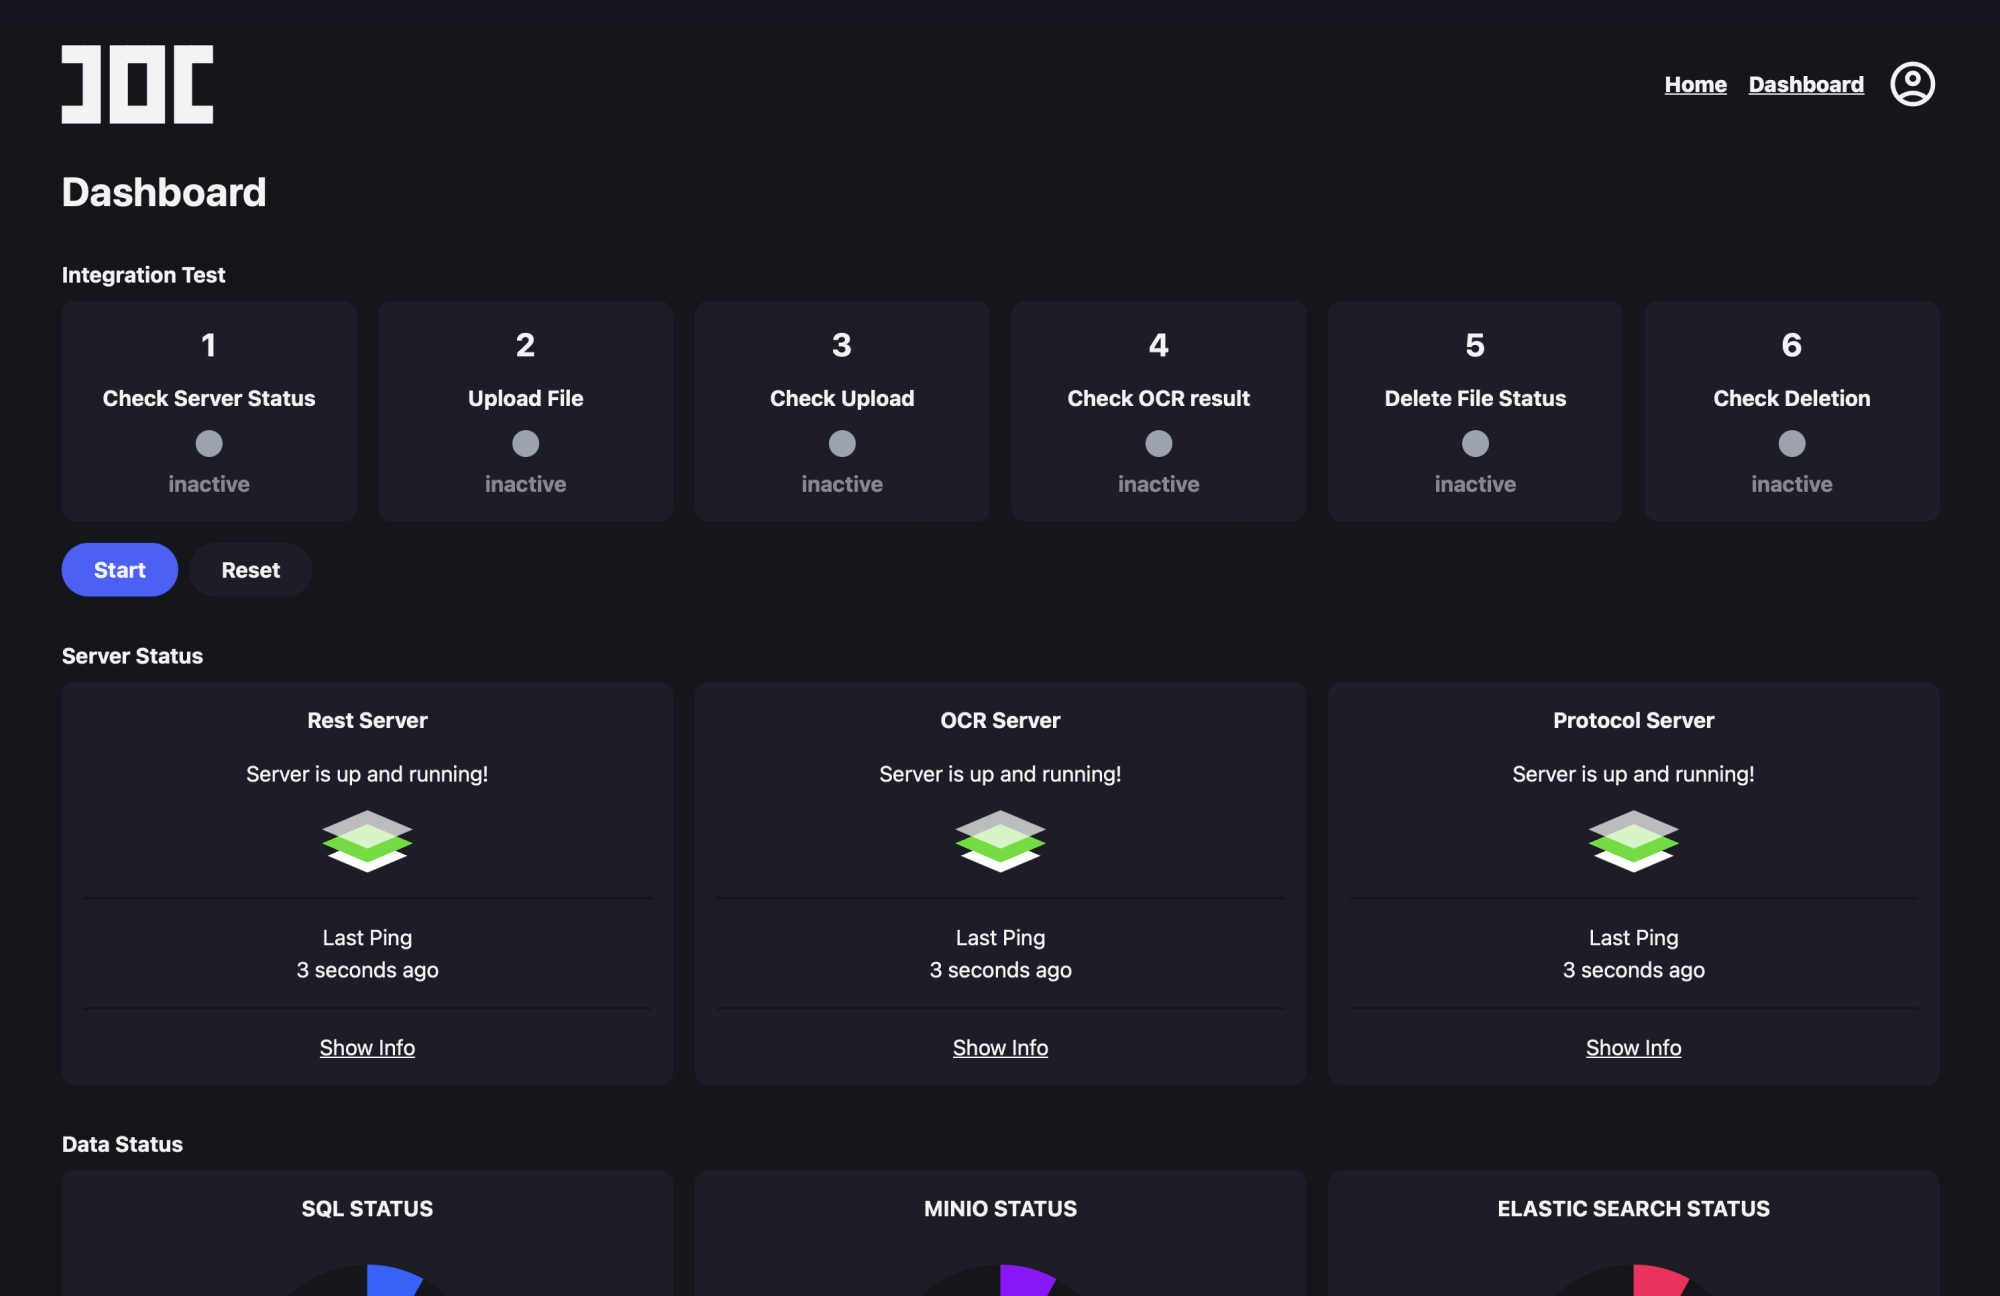 DOC
Home Dashboard
Dashboard
Integration Test
1
Check Server Status
inactive
2
Upload File
inactive
3
Check Upload
inactive
4
Check OCR result
inactive
5
Delete File Status
inactive
6
Check Deletion
inactive
Start
Reset
Server Status
Rest Server
Server is up and running!
Last Ping
3 seconds ago
Show Info
OCR Server
Server is up and running!
Last Ping
3 seconds ago
Show Info
Protocol Server
Server is up and running!
Last Ping
3 seconds ago
Show Info
Data Status
SQL STATUS
MINIO STATUS
ELASTIC SEARCH STATUS